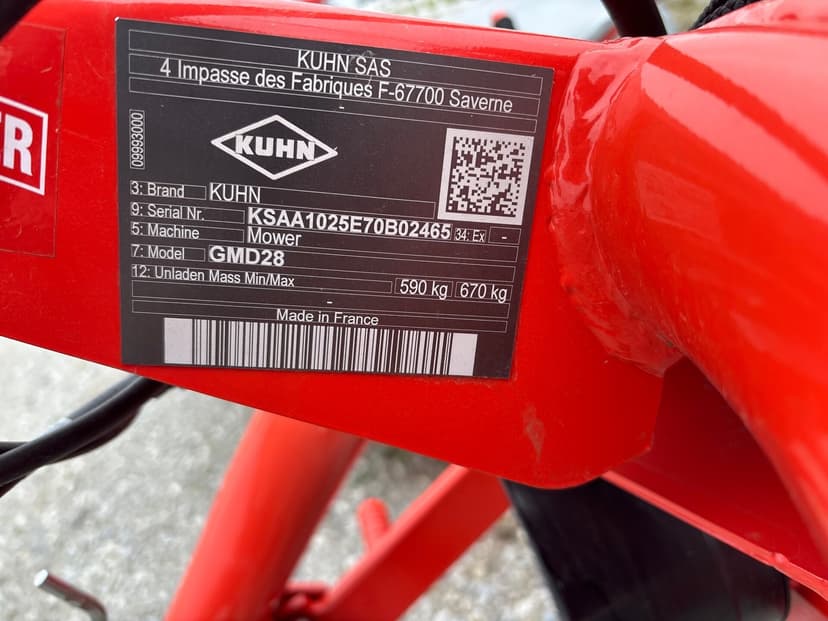 KUHN SAS
4 Impasse des Fabriques F-67700 Saverne
-
09993000
KUHN
3: Brand KUHN
9: Serial Nr. KSAA1025E70B02465 34: Ex -
5: Machine Mower
7: Model GMD28
12: Unladen Mass Min/Max 590 kg 670 kg
-
Made in France